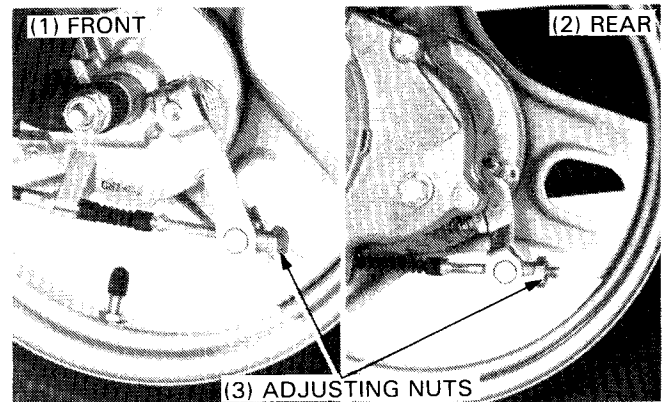 (1) FRONT
(2) REAR
(3) ADJUSTING NUTS